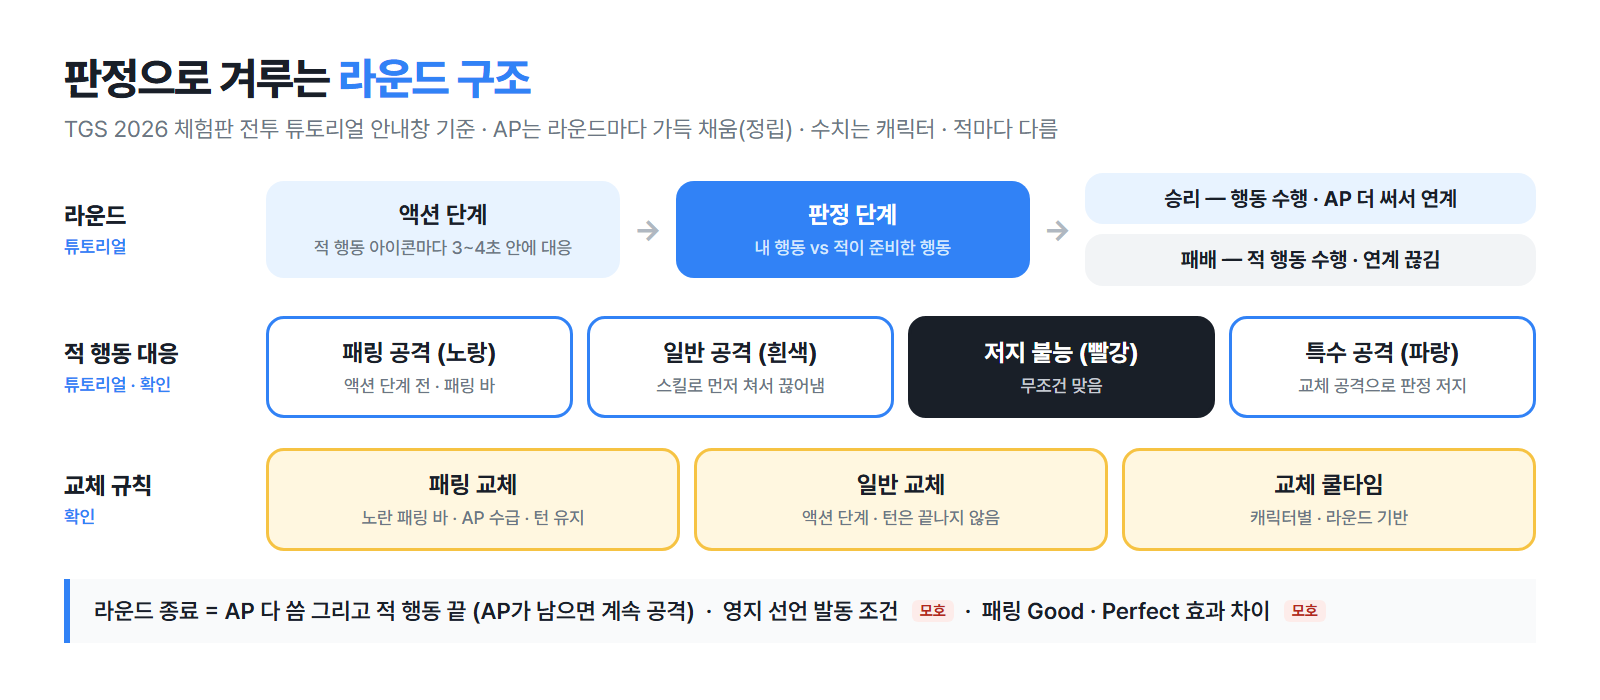 판정으로 겨루는 라운드 구조
TGS 2026 체험판 전투 튜토리얼 안내창 기준 · AP는 라운드마다 가득 채움(정립) · 수치는 캐릭터 · 적마다 다름
라운드
튜토리얼
액션 단계
적 행동 아이콘마다 3~4초 안에 대응
→
판정 단계
내 행동 vs 적이 준비한 행동
→
승리 — 행동 수행 · AP 더 써서 연계
패배 — 적 행동 수행 · 연계 끊김
적 행동 대응
튜토리얼 · 확인
패링 공격 (노랑)
액션 단계 전 · 패링 바
일반 공격 (흰색)
스킬로 먼저 쳐서 끊어냄
저지 불능 (빨강)
무조건 맞음
특수 공격 (파랑)
교체 공격으로 판정 저지
교체 규칙
확인
패링 교체
노란 패링 바 · AP 수급 · 턴 유지
일반 교체
액션 단계 · 턴은 끝나지 않음
교체 쿨타임
캐릭터별 · 라운드 기반
라운드 종료 = AP 다 씀 그리고 적 행동 끝 (AP가 남으면 계속 공격) · 영지 선언 발동 조건 모호 · 패링 Good · Perfect 효과 차이 모호